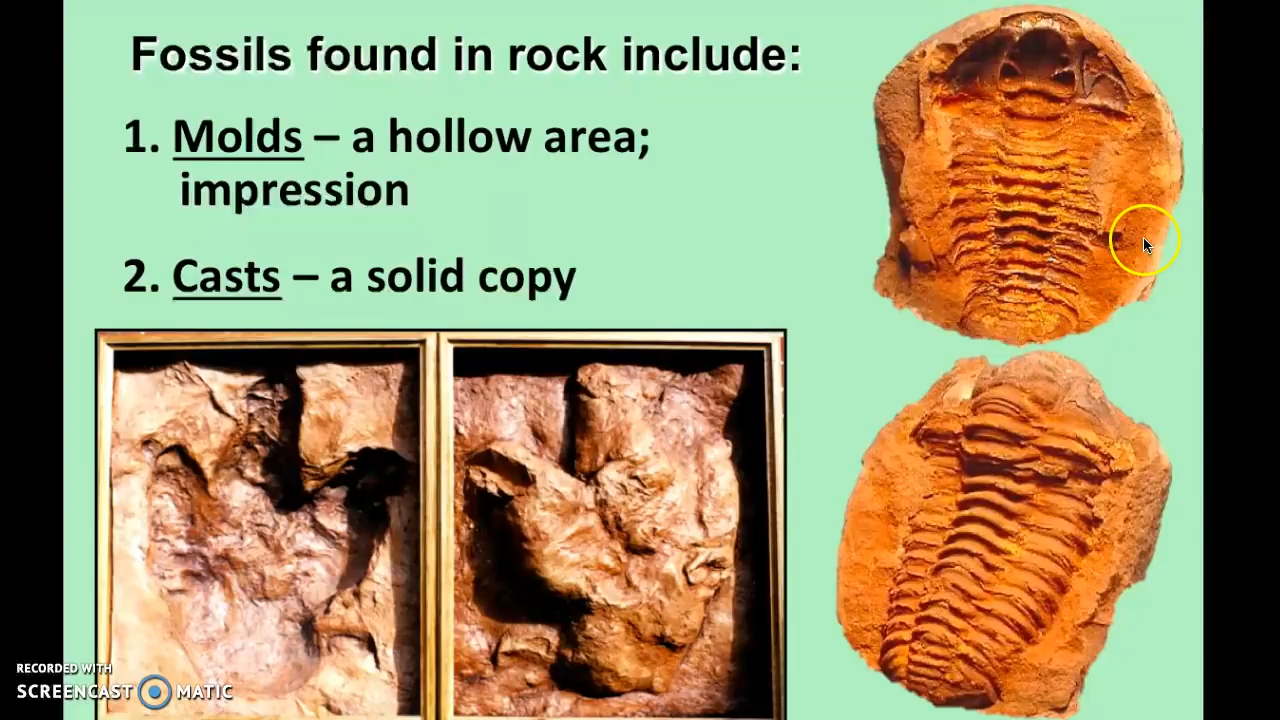 Fossils found in rock include:
1. Molds – a hollow area;
impression
2. Casts – a solid copy
RECORDED WITH
SCREENCAST MATIC